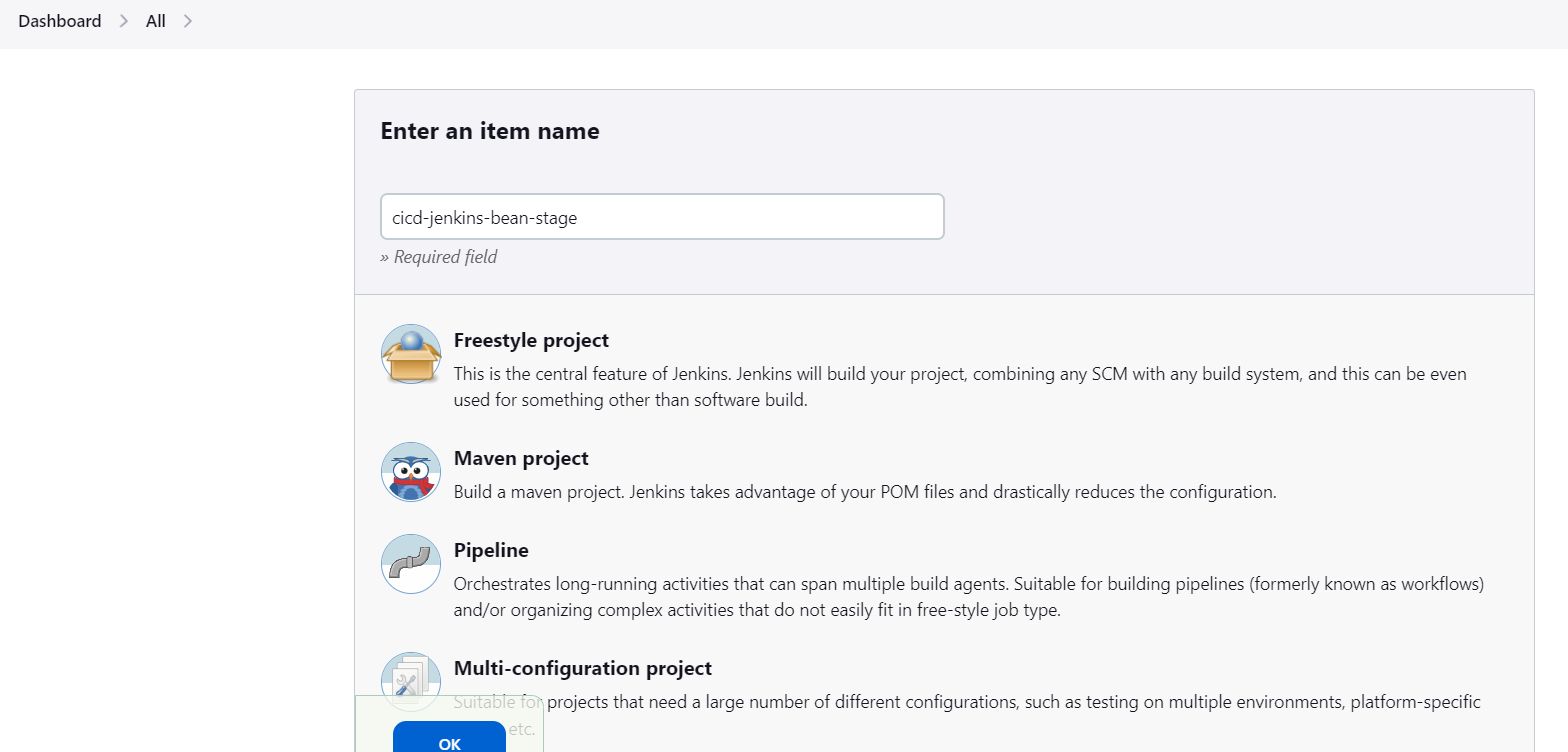 Dashboard
All
Enter an item name
cicd-jenkins-bean-stage
» Required field
Freestyle project
This is the central feature of Jenkins. Jenkins will build your project, combining any SCM with any build system, and this can be even
used for something other than software build.
Maven project
Build a maven project. Jenkins takes advantage of your POM files and drastically reduces the configuration.
Pipeline
Orchestrates long-running activities that can span multiple build agents. Suitable for building pipelines (formerly known as workflows)
and/or organizing complex activities that do not easily fit in free-style job type.
Multi-configuration project
Suitable for projects that need a large number of different configurations, such as testing on multiple environments, platform-specific
etc.
OK